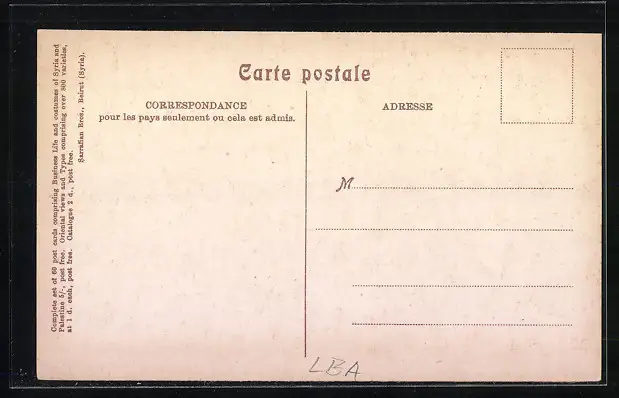 Carte postale
CORRESPONDANCE
pour les pays seulement ou cela est admis.
ADRESSE
M
Complete set of 60 post cards comprising Business Life and costumes of Syria and
Palestine 5/-, post free. Oriental views and Types comprising over 800 varieties,
at 1 d. each, post free. Catalogue 2 d., post free.
Sarrafian Bros., Beirut (Syria).
LBA